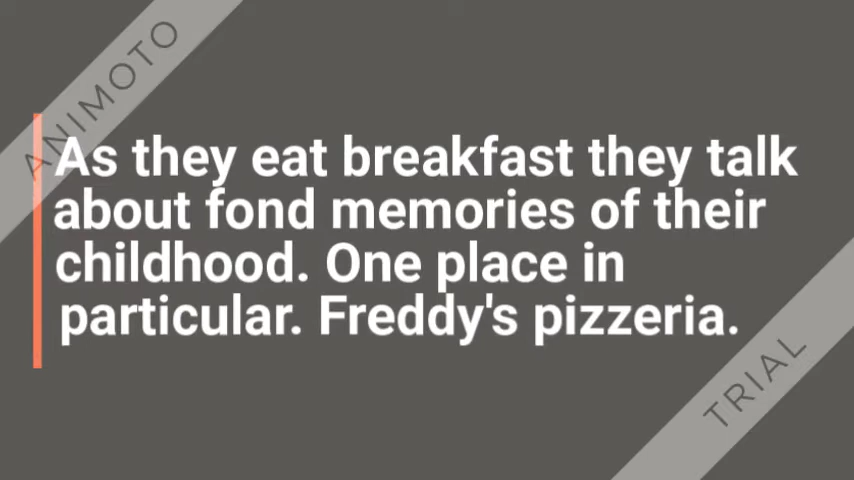 ANIMOTO
As they eat breakfast they talk
about fond memories of their
childhood. One place in
particular. Freddy's pizzeria.
TRIAL